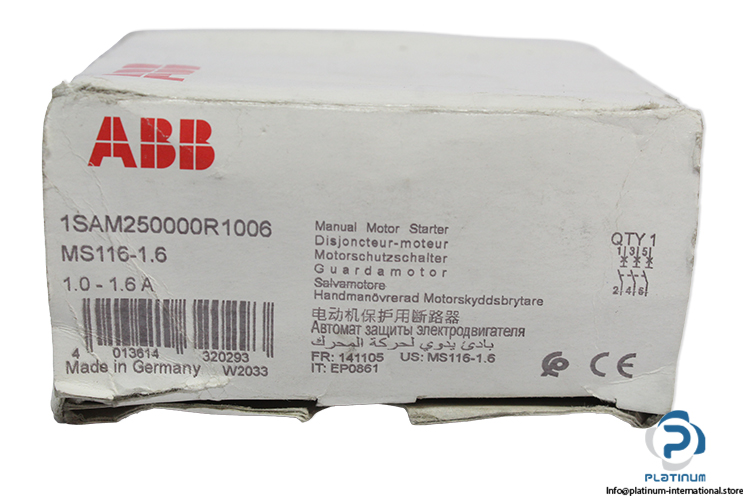 ABB
ABB
1SAM250000R1006
MS116-1.6
1.0 - 1.6 A
4 013614 320293
Made in Germany W2033
Manual Motor Starter
Disjoncteur-moteur
Motorschutzschalter
Guardamotor
Salvamotore
Handmanövrerad Motorskyddsbrytare
电动机保护用断路器
Автомат защиты электродвигателя
بادئ يدوي لحركة المحرك
FR: 141105 US: MS116-1.6
IT: EP0861
QTY 1
1 3 5
2 4 6
CE
PLATINUM
Info@platinum-international.store